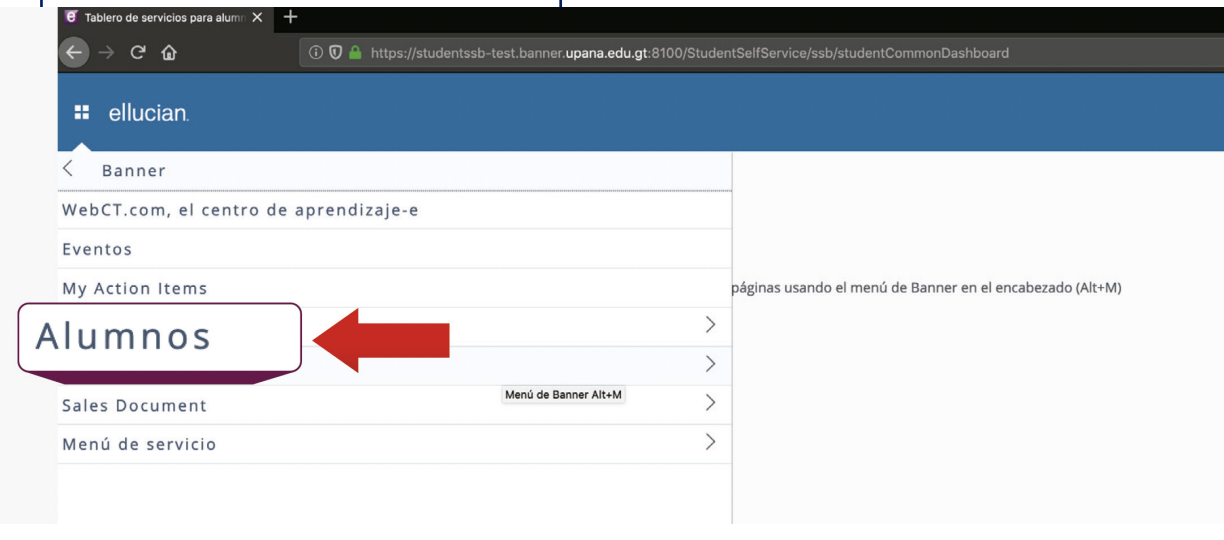 Tablero de servicios para alumn
https://studentssb-test.banner.upana.edu.gt:8100/StudentSelfService/ssb/studentCommonDashboard
ellucian.
Banner
WebCT.com, el centro de aprendizaje-e
Eventos
My Action Items
páginas usando el menú de Banner en el encabezado (Alt+M)
Alumnos
Menú de Banner Alt+M
Sales Document
Menú de servicio